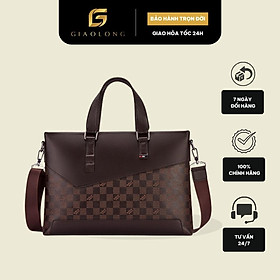 GIAOLONG
BẢO HÀNH TRỌN ĐỜI
GIAO HỎA TỐC 24H
7 NGÀY
ĐỔI HÀNG
100%
CHÍNH HÃNG
TƯ VẤN
24/7